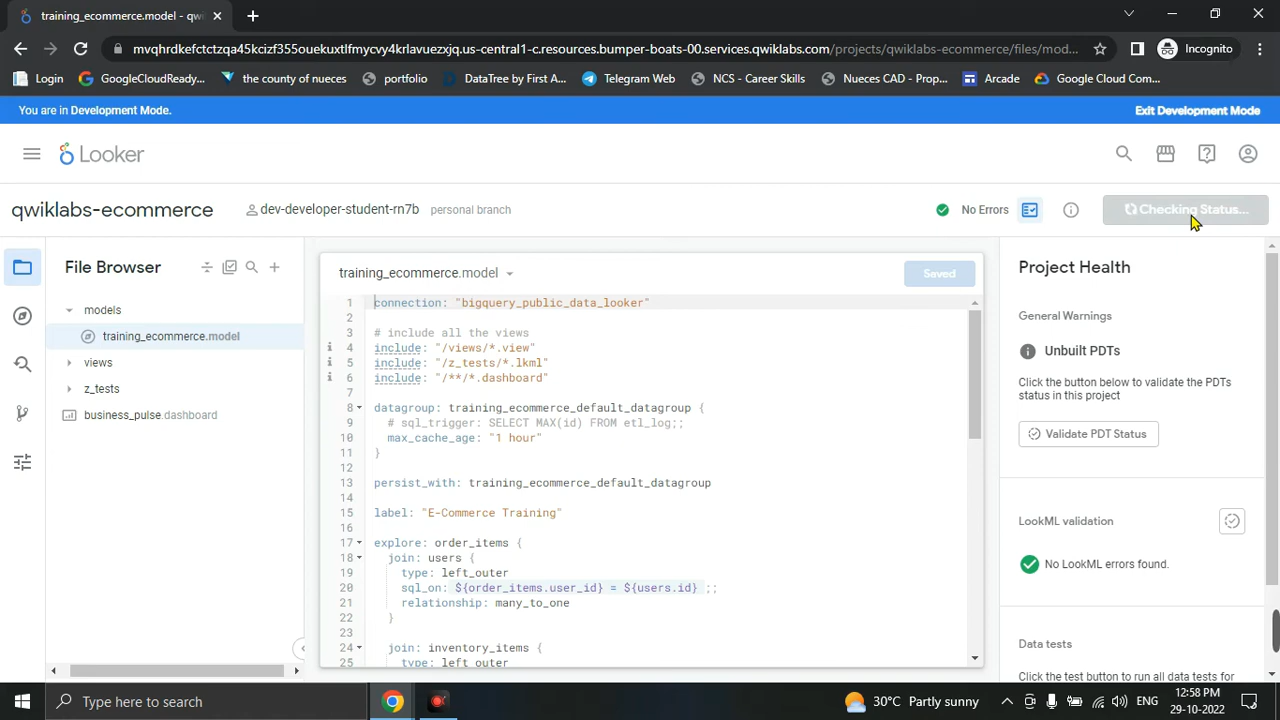 training_ecommerce.model - qwi
mvqhrdkefctctzqa45kcizf355ouekuxtlfmycvy4krlavuezxjq.us-central1-c.resources.bumper-boats-00.services.qwiklabs.com/projects/qwiklabs-ecommerce/files/mod...
Incognito
Login
GoogleCloudReady...
the county of nueces
portfolio
DataTree by First A...
Telegram Web
NCS - Career Skills
Nueces CAD - Prop...
Arcade
Google Cloud Com...
You are in Development Mode.
Exit Development Mode
Looker
qwiklabs-ecommerce
dev-developer-student-rn7b
personal branch
No Errors
Checking Status...
File Browser
models
training_ecommerce.model
views
z_tests
business_pulse.dashboard
training_ecommerce.model
Saved
1 connection: "bigquery_public_data_looker"
2
3 # include all the views
4 include: "/views/*.view"
5 include: "/z_tests/*.lkml"
6 include: "/**/*.dashboard"
7
8 datagroup: training_ecommerce_default_datagroup {
9 # sql_trigger: SELECT MAX(id) FROM etl_log;;
10 max_cache_age: "1 hour"
11 }
12
13 persist_with: training_ecommerce_default_datagroup
14
15 label: "E-Commerce Training"
16
17 explore: order_items {
18 join: users {
19 type: left_outer
20 sql_on: ${order_items.user_id} = ${users.id} ;;
21 relationship: many_to_one
22 }
23
24 join: inventory_items {
25 type: left_outer
Project Health
General Warnings
Unbuilt PDTs
Click the button below to validate the PDTs
status in this project
Validate PDT Status
LookML validation
No LookML errors found.
Data tests
Click the test button to run all data tests for
Type here to search
30°C Partly sunny
ENG
12:58 PM
29-10-2022